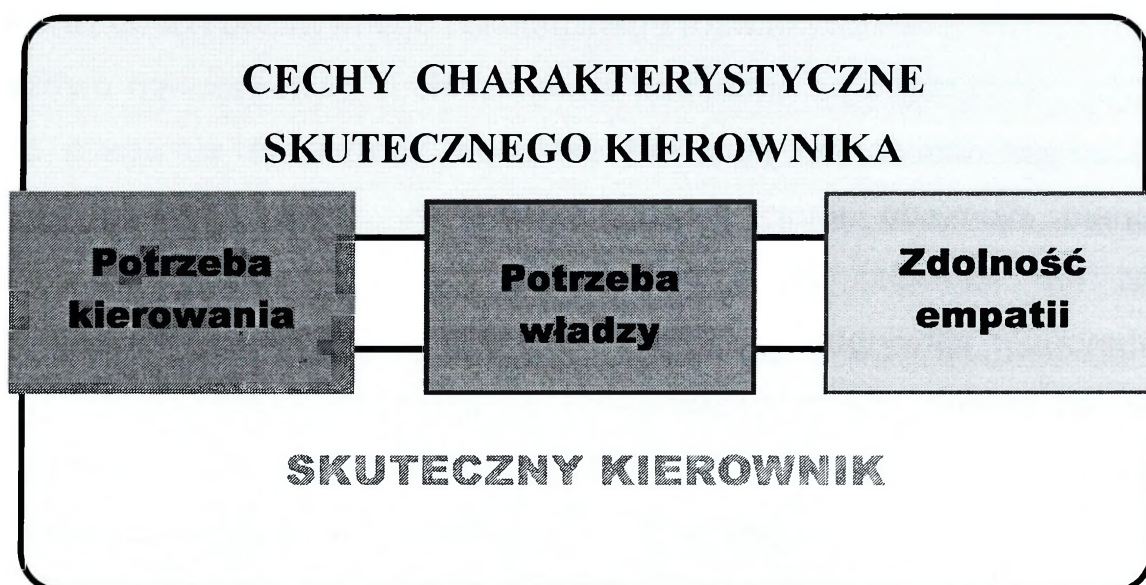 CECHY CHARAKTERYSTYCZNE
SKUTECZNEGO KIEROWNIKA
Potrzeba
kierowania
Potrzeba
władzy
Zdolność
empatii
SKUTECZNY KIEROWNIK